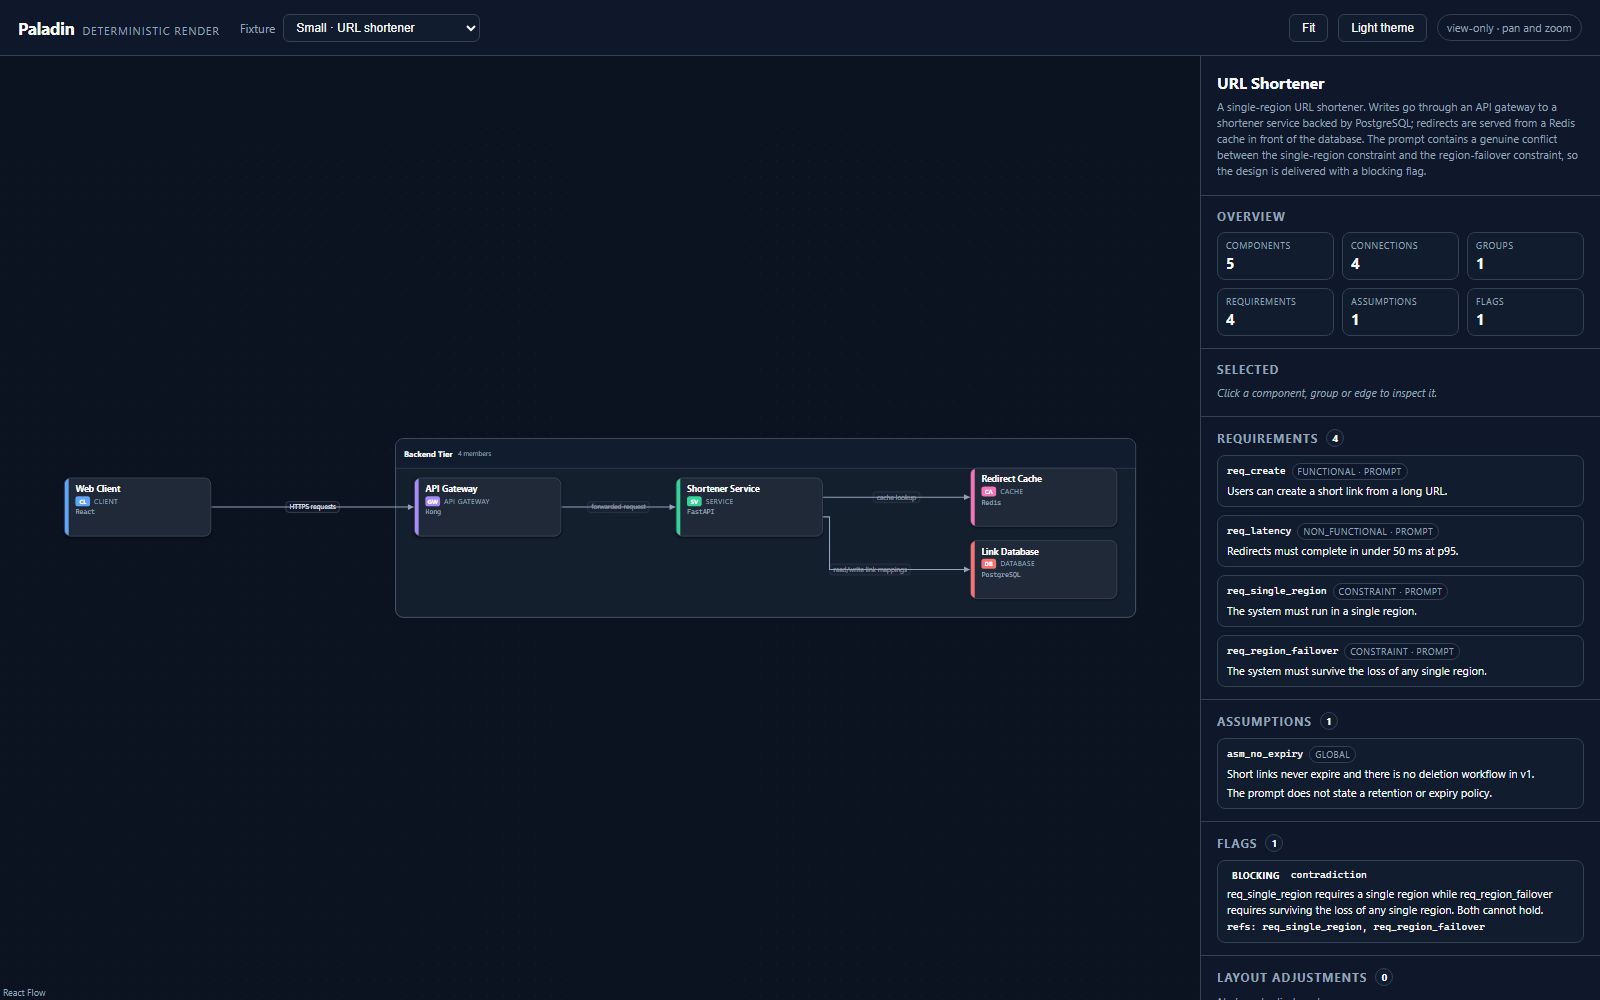 Paladin DETERMINISTIC RENDER
Fixture
Small · URL shortener
Fit
Light theme
view-only · pan and zoom
Web Client
CL CLIENT
React
HTTPS requests
Backend Tier 4 members
API Gateway
GW API GATEWAY
Kong
forwarded request
Shortener Service
SV SERVICE
FastAPI
cache lookup
read/write link mappings
Redirect Cache
CA CACHE
Redis
Link Database
DB DATABASE
PostgreSQL
React Flow
URL Shortener
A single-region URL shortener. Writes go through an API gateway to a
shortener service backed by PostgreSQL; redirects are served from a Redis
cache in front of the database. The prompt contains a genuine conflict
between the single-region constraint and the region-failover constraint, so
the design is delivered with a blocking flag.
OVERVIEW
COMPONENTS
5
CONNECTIONS
4
GROUPS
1
REQUIREMENTS
4
ASSUMPTIONS
1
FLAGS
1
SELECTED
Click a component, group or edge to inspect it.
REQUIREMENTS 4
req_create FUNCTIONAL · PROMPT
Users can create a short link from a long URL.
req_latency NON_FUNCTIONAL · PROMPT
Redirects must complete in under 50 ms at p95.
req_single_region CONSTRAINT · PROMPT
The system must run in a single region.
req_region_failover CONSTRAINT · PROMPT
The system must survive the loss of any single region.
ASSUMPTIONS 1
asm_no_expiry GLOBAL
Short links never expire and there is no deletion workflow in v1.
The prompt does not state a retention or expiry policy.
FLAGS 1
BLOCKING contradiction
req_single_region requires a single region while req_region_failover
requires surviving the loss of any single region. Both cannot hold.
refs: req_single_region, req_region_failover
LAYOUT ADJUSTMENTS 0